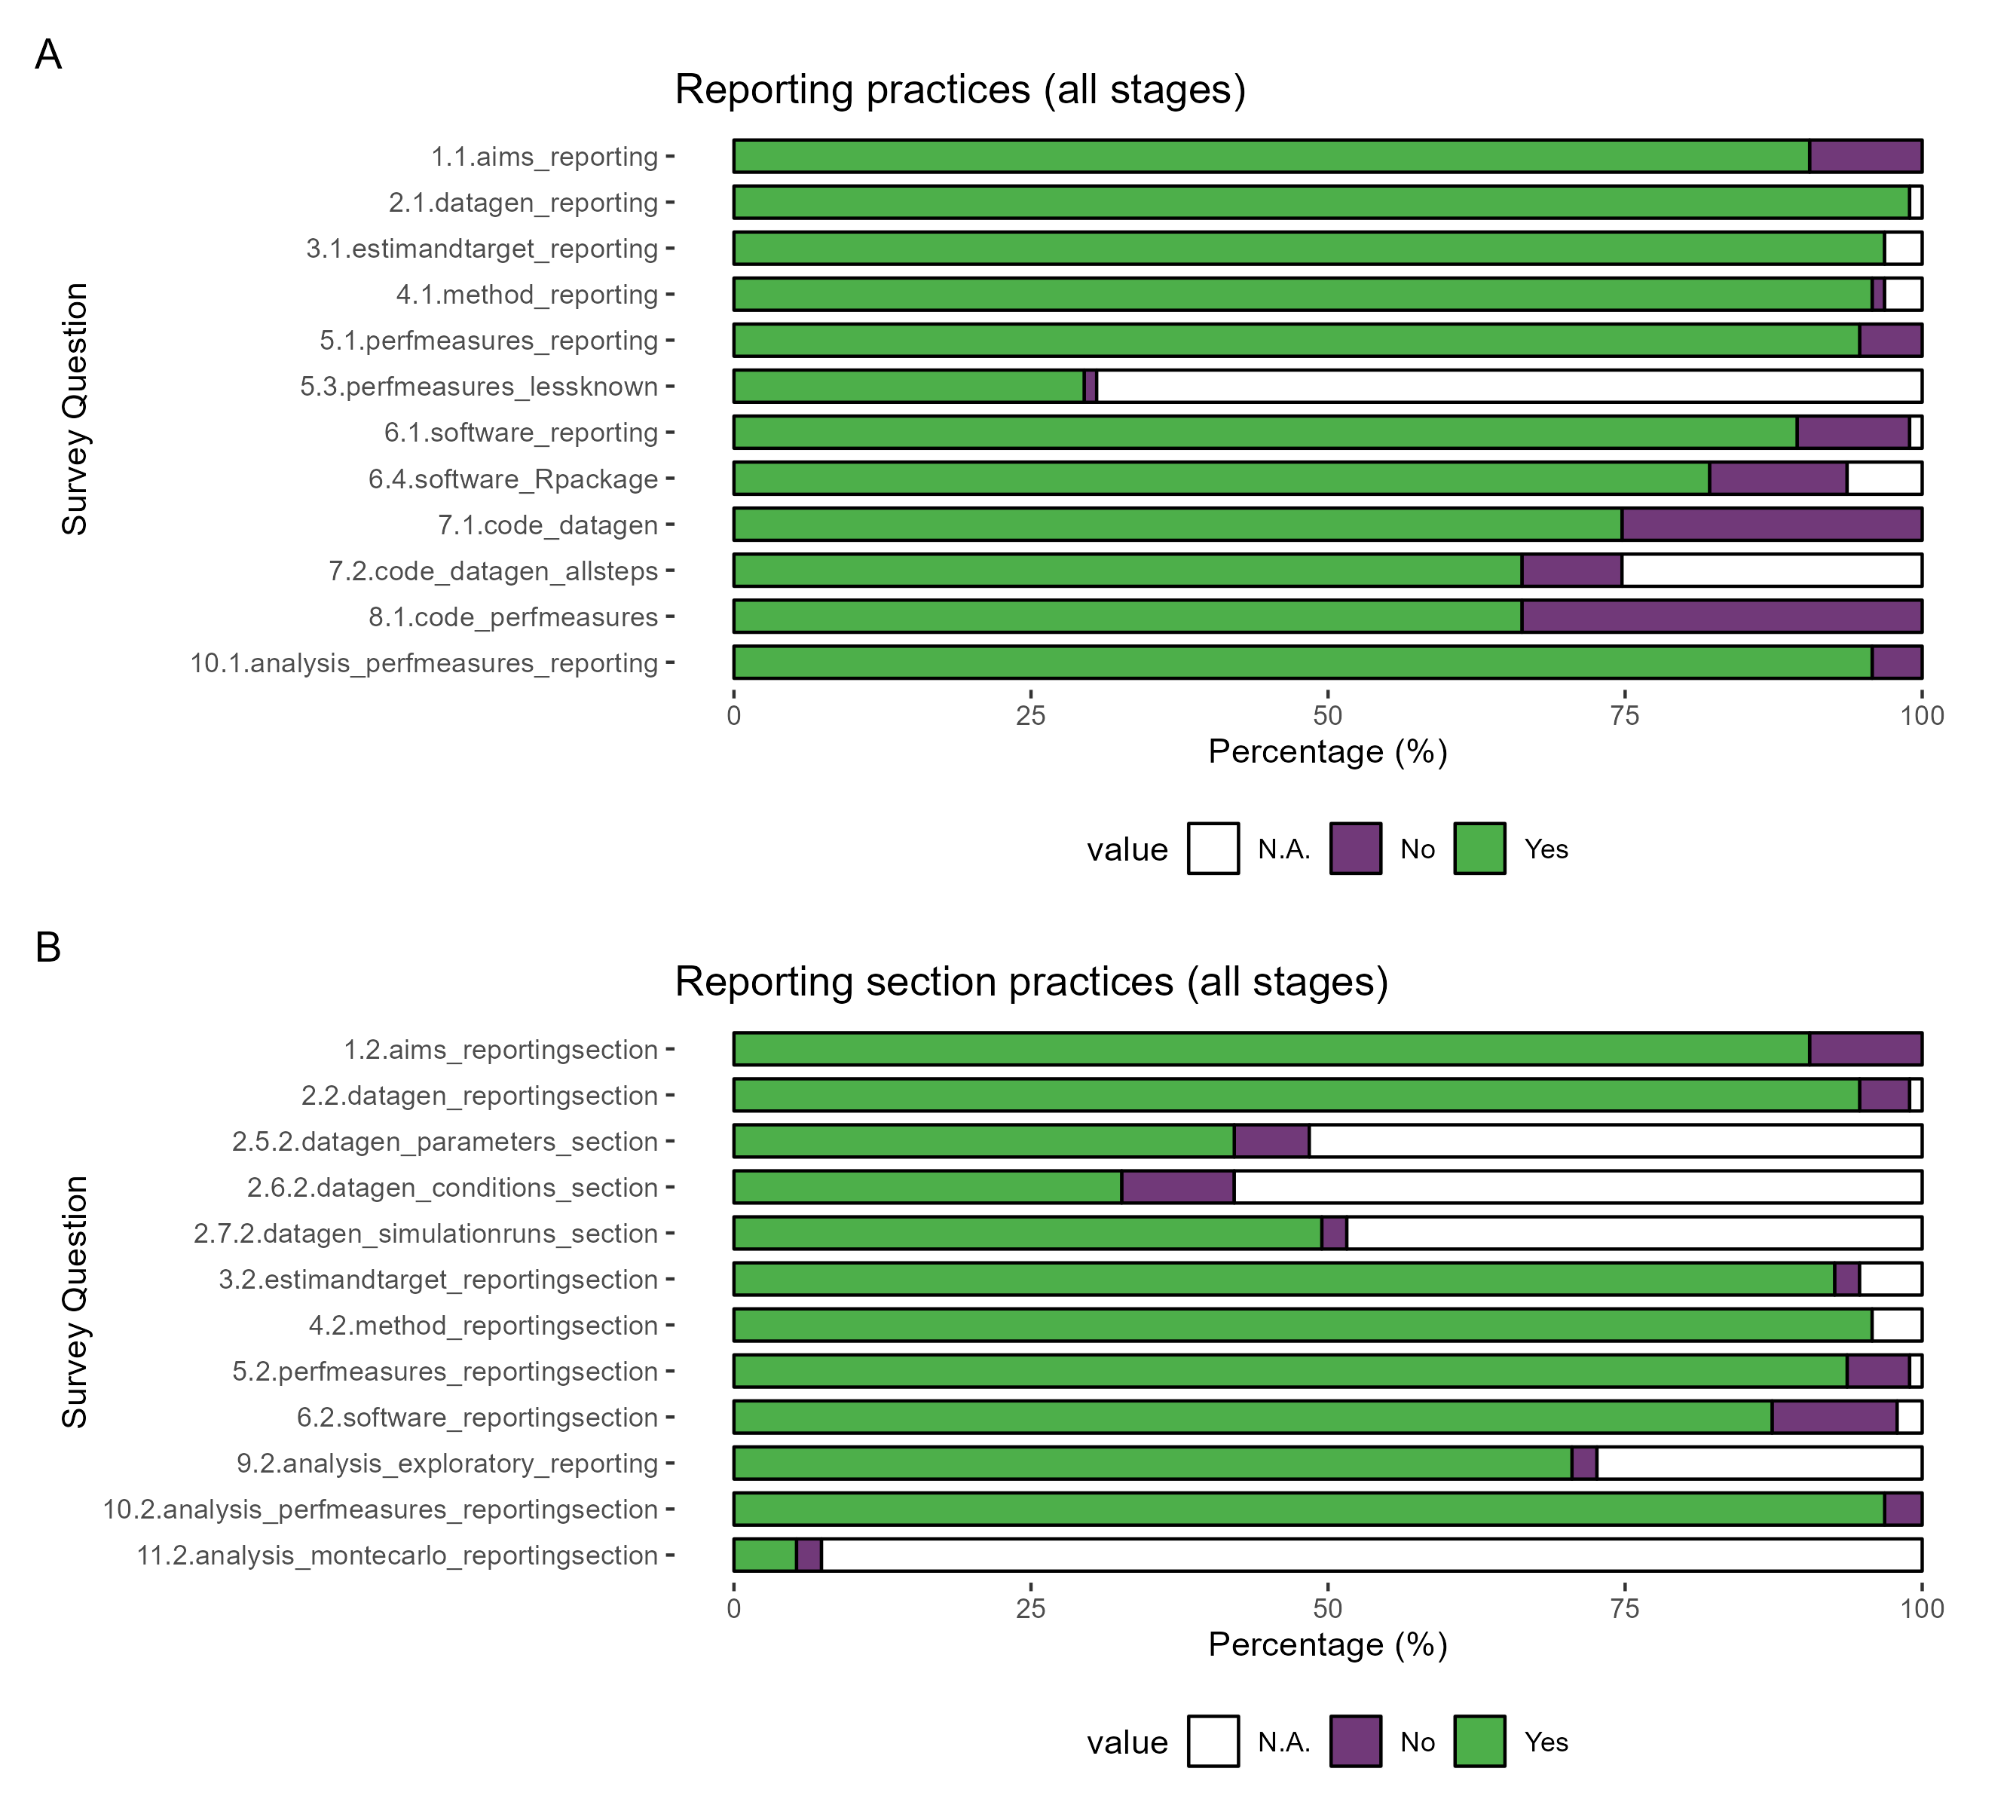 A
Reporting practices (all stages)
Survey Question
1.1.aims_reporting
2.1.datagen_reporting
3.1.estimandtarget_reporting
4.1.method_reporting
5.1.perfmeasures_reporting
5.3.perfmeasures_lessknown
6.1.software_reporting
6.4.software_Rpackage
7.1.code_datagen
7.2.code_datagen_allsteps
8.1.code_perfmeasures
10.1.analysis_perfmeasures_reporting
0 25 50 75 100
Percentage (%)
value N.A. No Yes
B
Reporting section practices (all stages)
Survey Question
1.2.aims_reportingsection
2.2.datagen_reportingsection
2.5.2.datagen_parameters_section
2.6.2.datagen_conditions_section
2.7.2.datagen_simulationruns_section
3.2.estimandtarget_reportingsection
4.2.method_reportingsection
5.2.perfmeasures_reportingsection
6.2.software_reportingsection
9.2.analysis_exploratory_reporting
10.2.analysis_perfmeasures_reportingsection
11.2.analysis_montecarlo_reportingsection
0 25 50 75 100
Percentage (%)
value N.A. No Yes